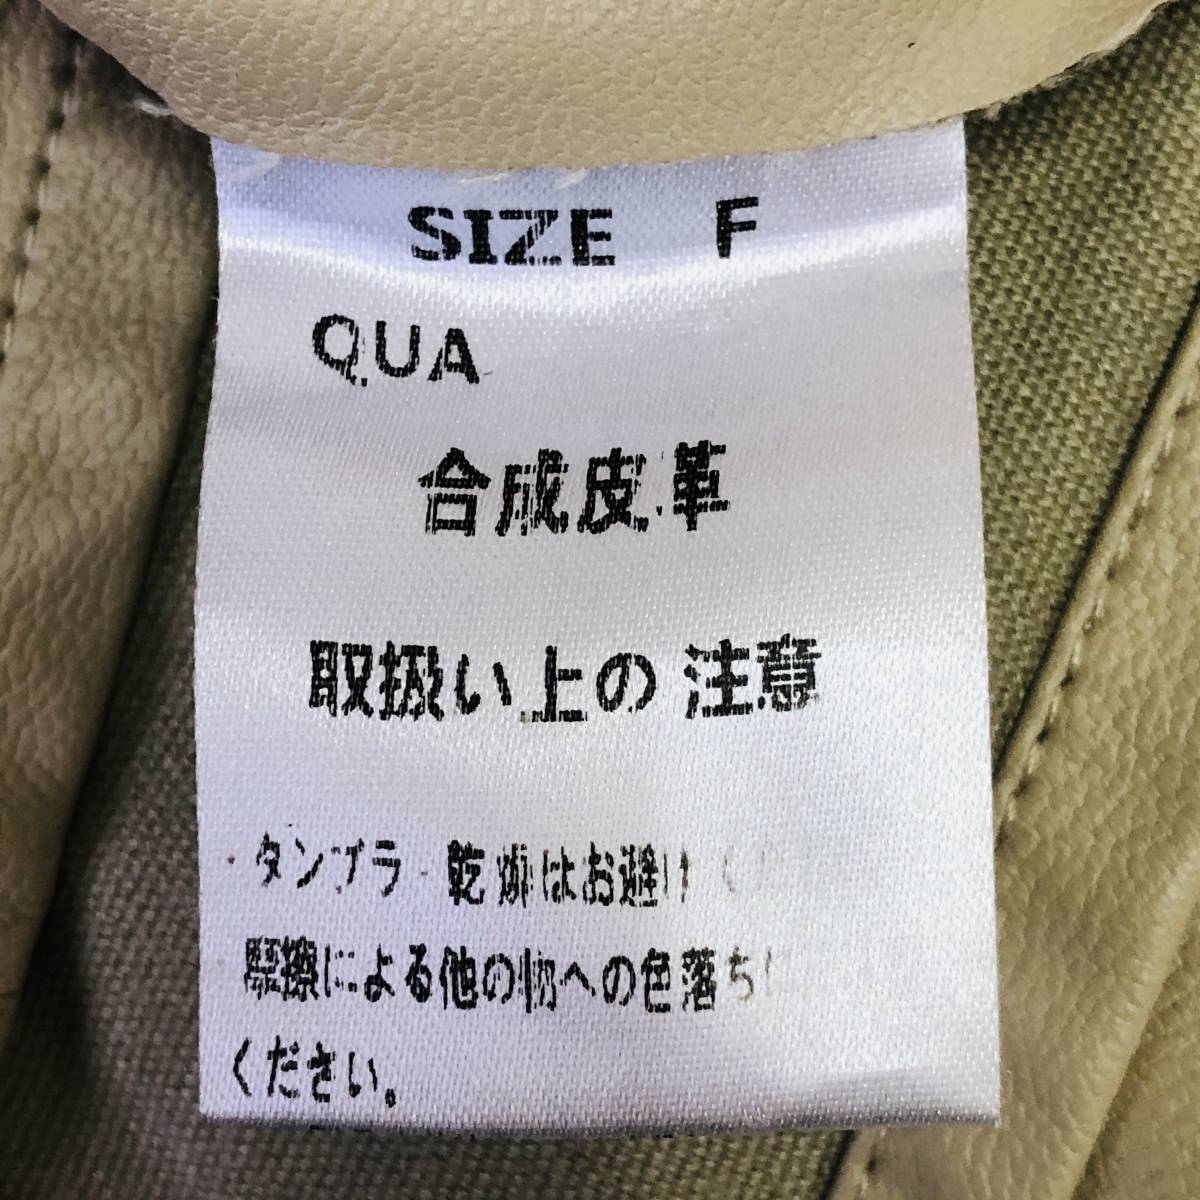 SIZE F
QUA
合成皮革
取扱い上の注意
・タンブラー乾燥はお避け
摩擦による他の物への色落ち
ください。